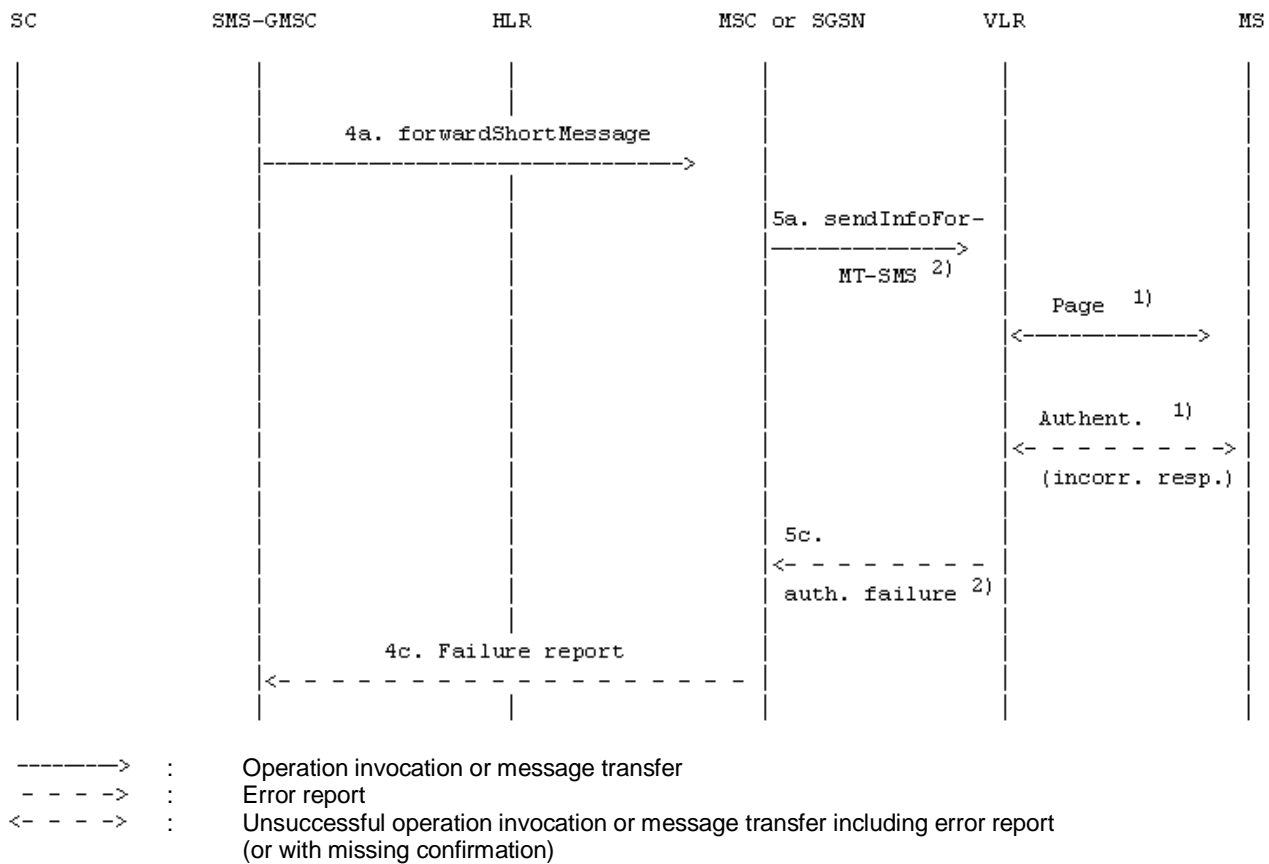 SC SMS-GMSC HLR MSC or SGSN VLR MS
4a. forwardShortMessage
5a. sendInfoFor-
MT-SMS 2)
Page 1)
Authent. 1)
(incorr. resp.)
5c.
auth. failure 2)
4c. Failure report
: Operation invocation or message transfer
: Error report
: Unsuccessful operation invocation or message transfer including error report
(or with missing confirmation)